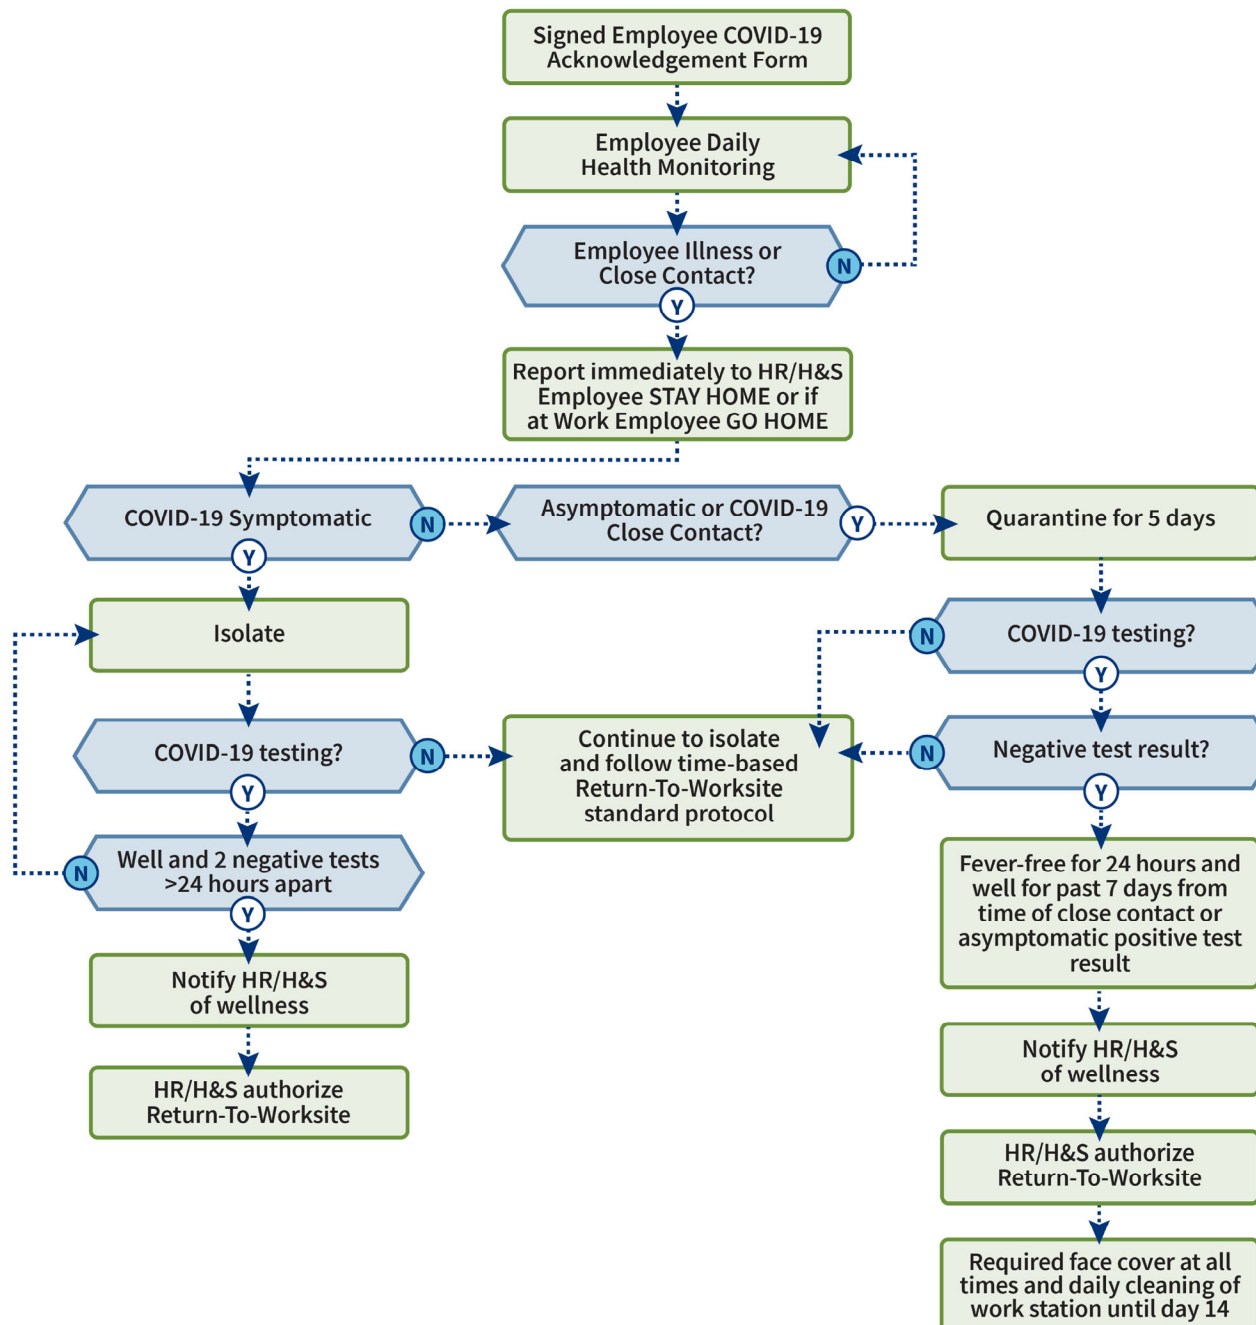 Signed Employee COVID-19
Acknowledgement Form
Employee Daily
Health Monitoring
Employee Illness or
Close Contact?
N
Y
Report immediately to HR/H&S
Employee STAY HOME or if
at Work Employee GO HOME
COVID-19 Symptomatic
N
Y
Asymptomatic or COVID-19
Close Contact?
Y
Quarantine for 5 days
Isolate
COVID-19 testing?
N
Y
COVID-19 testing?
N
Y
Continue to isolate
and follow time-based
Return-To-Worksite
standard protocol
Negative test result?
N
Y
Well and 2 negative tests
>24 hours apart
N
Y
Fever-free for 24 hours and
well for past 7 days from
time of close contact or
asymptomatic positive test
result
Notify HR/H&S
of wellness
HR/H&S authorize
Return-To-Worksite
Notify HR/H&S
of wellness
HR/H&S authorize
Return-To-Worksite
Required face cover at all
times and daily cleaning of
work station until day 14